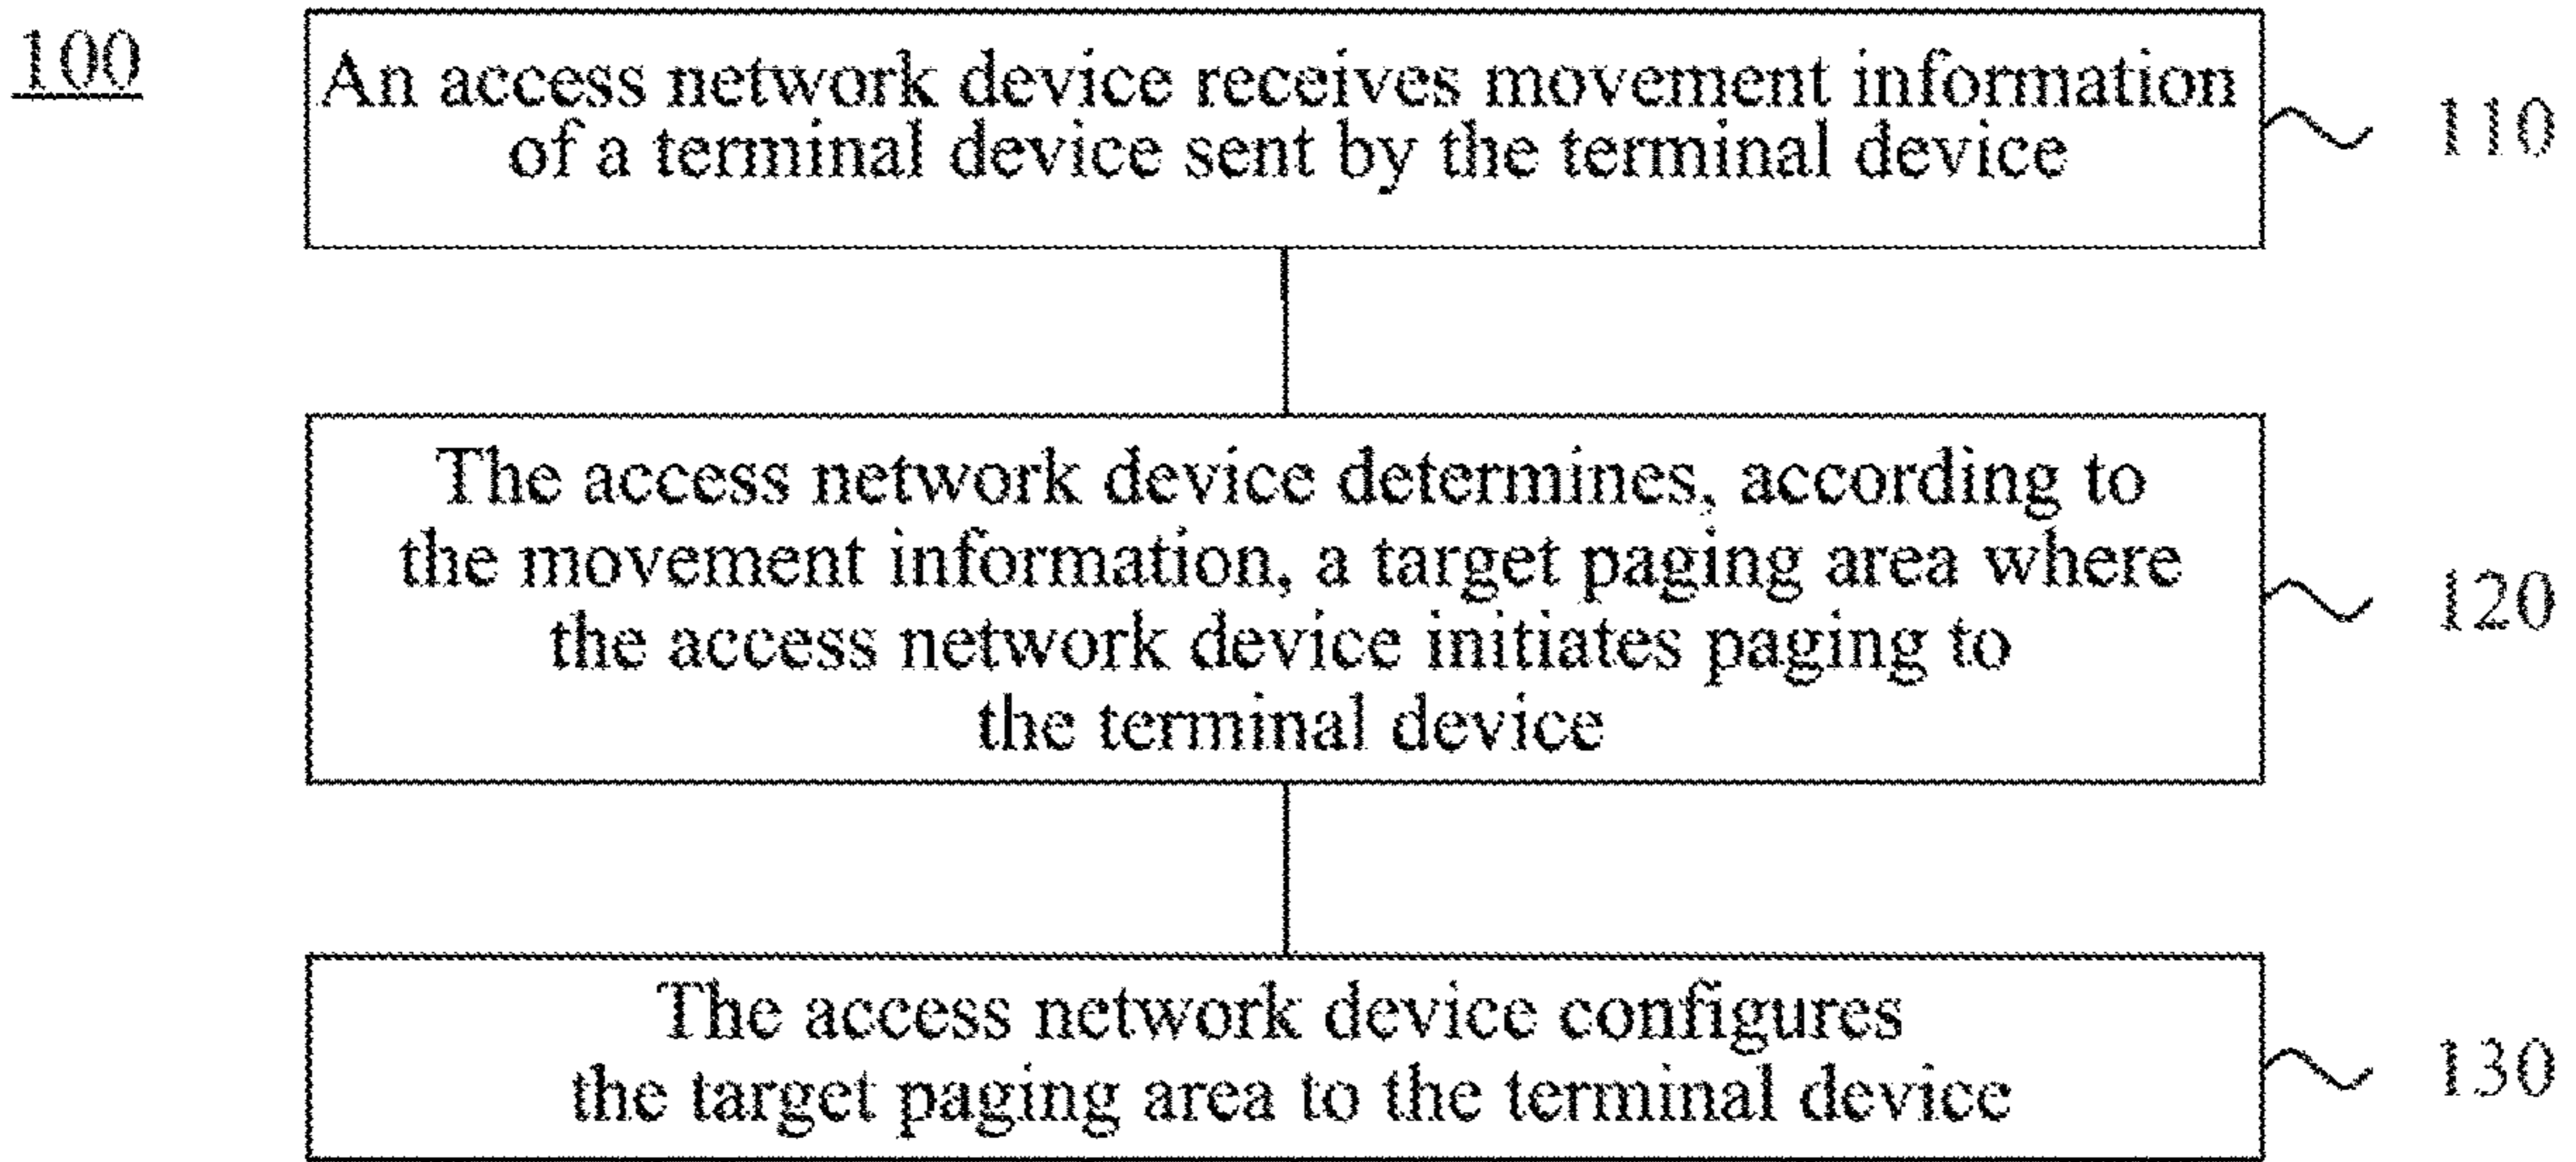 100
An access network device receives movement information
of a terminal device sent by the terminal device
110
The access network device determines, according to
the movement information, a target paging area where
the access network device initiates paging to
the terminal device
120
The access network device configures
the target paging area to the terminal device
130